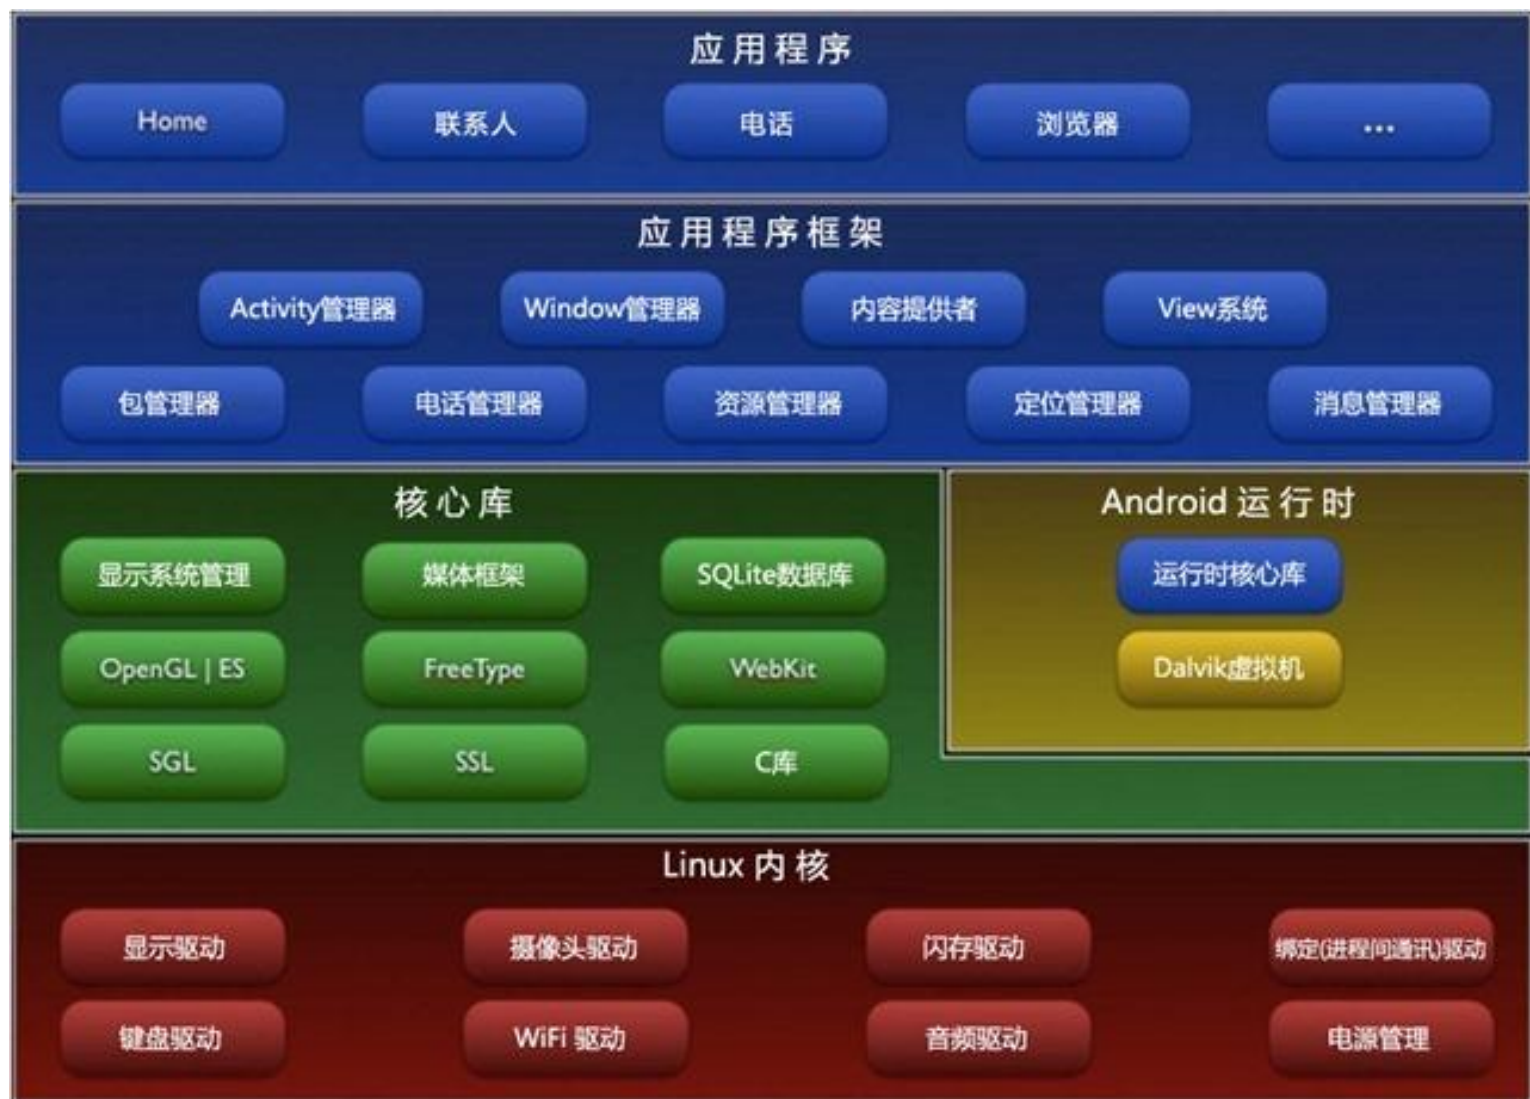 应用程序
Home 联系人 电话 浏览器 ...
应用程序框架
Activity管理器 Window管理器 内容提供者 View系统
包管理器 电话管理器 资源管理器 定位管理器 消息管理器
核心库
显示系统管理 媒体框架 SQLite数据库
OpenGL | ES FreeType WebKit
SGL SSL C库
Android 运行时
运行时核心库
Dalvik虚拟机
Linux 内核
显示驱动 摄像头驱动 闪存驱动 绑定(进程间通讯)驱动
键盘驱动 WiFi 驱动 音频驱动 电源管理